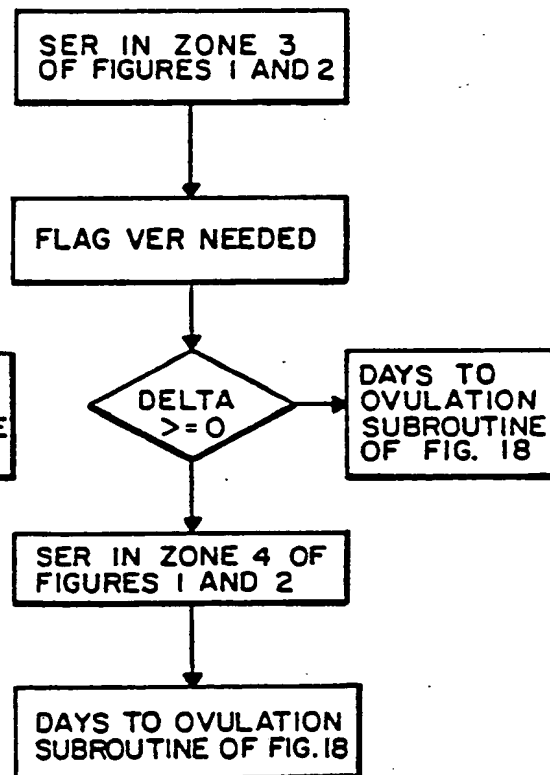 SER IN ZONE 3
OF FIGURES 1 AND 2
FLAG VER NEEDED
DELTA
>=0
DAYS TO
OVULATION
SUBROUTINE
OF FIG. 18
E
SER IN ZONE 4 OF
FIGURES 1 AND 2
DAYS TO OVULATION
SUBROUTINE OF FIG.18